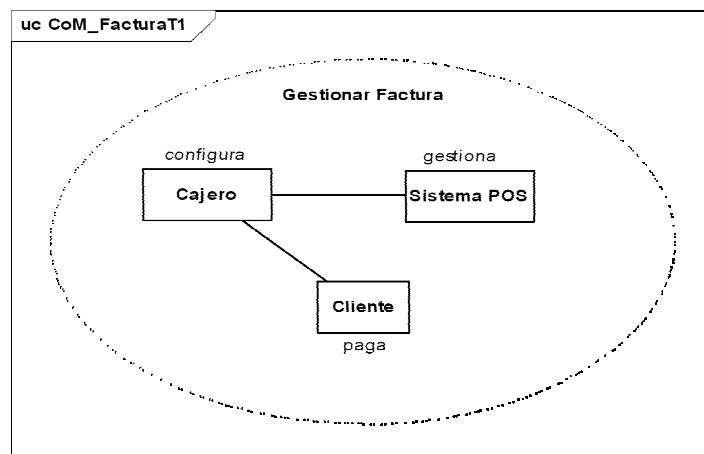 uc CoM_FacturaT1
Gestionar Factura
configura
gestiona
Cajero
Sistema POS
Cliente
paga